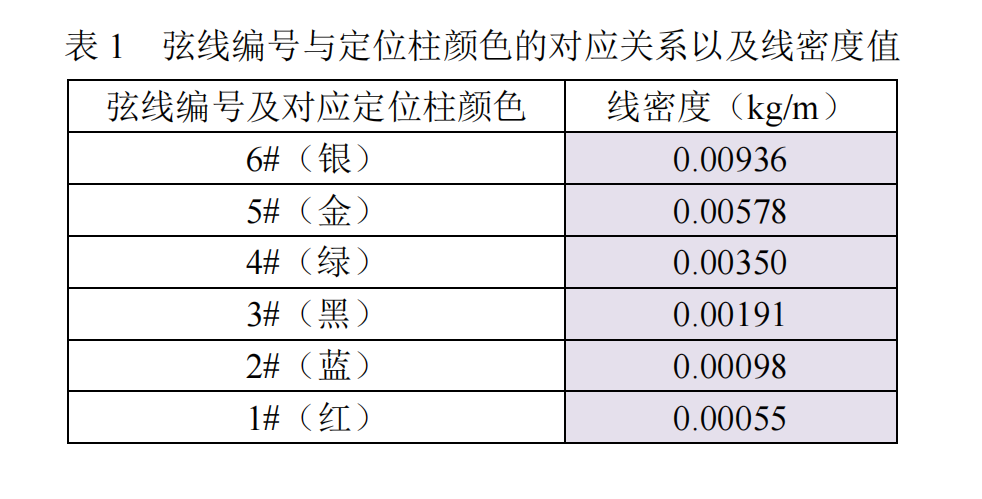 表 1 弦线编号与定位柱颜色的对应关系以及线密度值
弦线编号及对应定位柱颜色 线密度（kg/m）
6#（银） 0.00936
5#（金） 0.00578
4#（绿） 0.00350
3#（黑） 0.00191
2#（蓝） 0.00098
1#（红） 0.00055